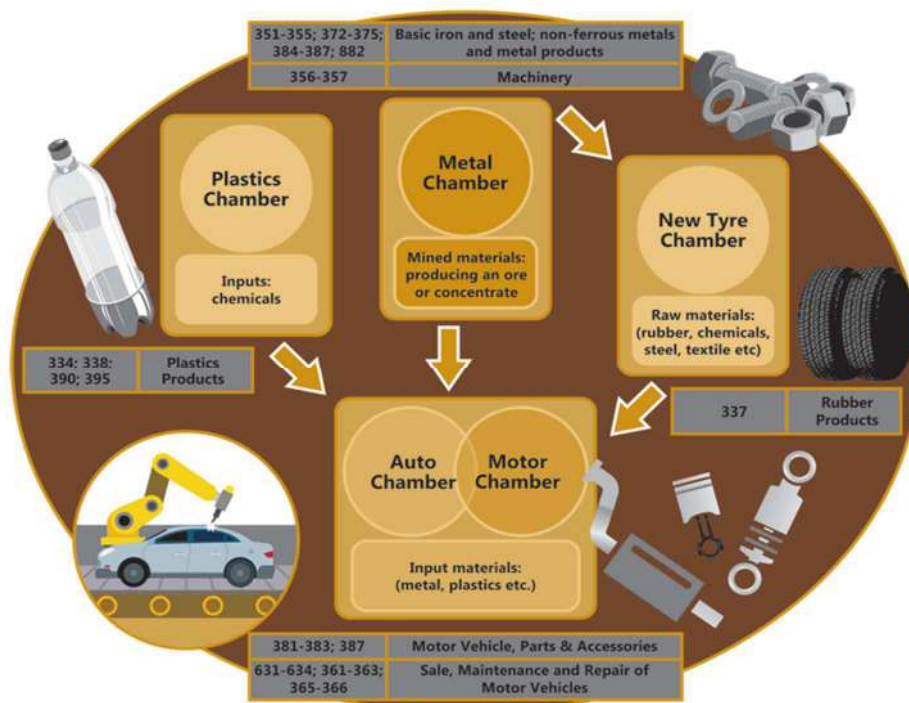 351-355; 372-375;
384-387; 882
Basic iron and steel; non-ferrous metals
and metal products
356-357
Machinery
Plastics
Chamber
Inputs:
chemicals
Metal
Chamber
Mined materials:
producing an ore
or concentrate
New Tyre
Chamber
Raw materials:
(rubber, chemicals,
steel, textile etc)
334; 338;
390; 395
Plastics
Products
337
Rubber
Products
Auto
Chamber
Motor
Chamber
Input materials:
(metal, plastics etc.)
381-383; 387
Motor Vehicle, Parts & Accessories
631-634; 361-363;
365-366
Sale, Maintenance and Repair of
Motor Vehicles